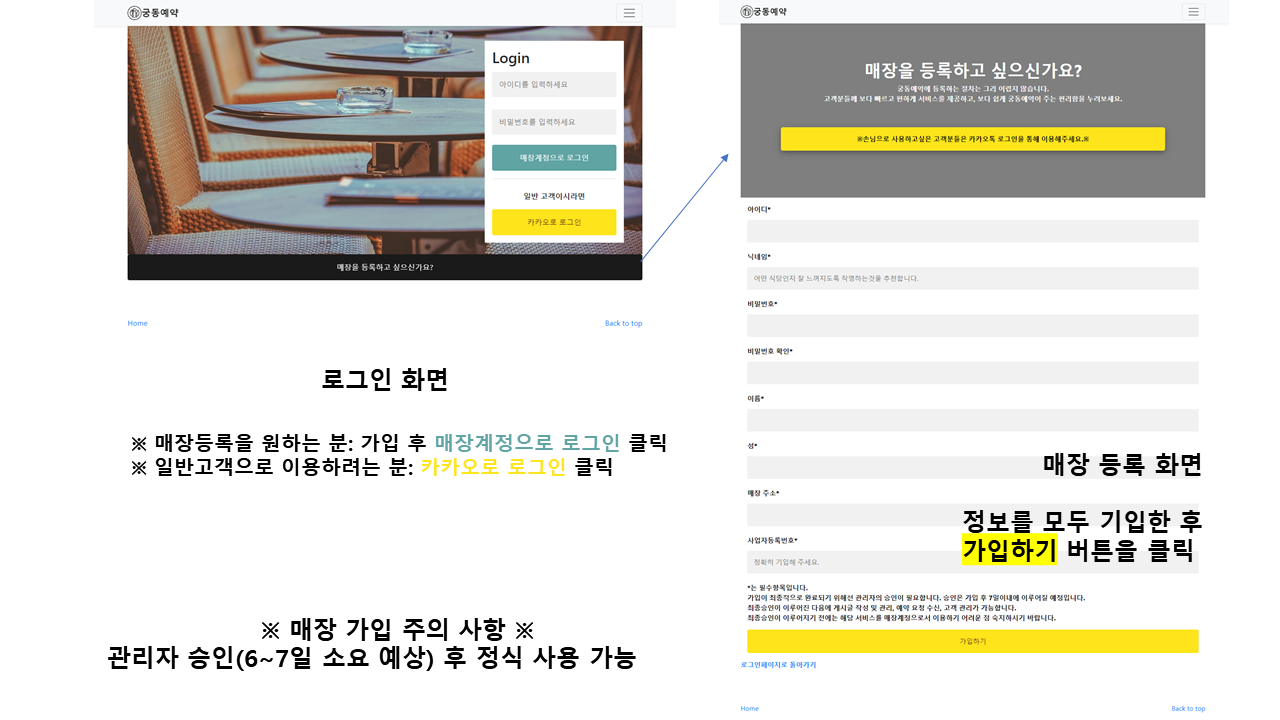 궁동예약
Login
아이디를 입력하세요
비밀번호를 입력하세요
매장계정으로 로그인
일반 고객이시라면
카카오로 로그인
매장을 등록하고 싶으신가요?
Home
Back to top
로그인 화면
※ 매장등록을 원하는 분: 가입 후 매장계정으로 로그인 클릭
※ 일반고객으로 이용하려는 분: 카카오로 로그인 클릭
※ 매장 가입 주의 사항 ※
관리자 승인(6~7일 소요 예상) 후 정식 사용 가능
궁동예약
매장을 등록하고 싶으신가요?
궁동예약에 등록하는 절차는 그리 어렵지 않습니다.
고객분들께 보다 빠르고 편하게 서비스를 제공하고, 보다 쉽게 궁동예약이 주는 편리함을 누려보세요.
※손님으로 사용하고싶은 고객분들은 카카오톡 로그인을 통해 이용해주세요.※
아이디*
닉네임*
어떤 식당인지 잘 느껴지도록 작명하는것을 추천합니다.
비밀번호*
비밀번호 확인*
이름*
성*
매장 등록 화면
매장 주소*
정보를 모두 기입한 후
가입하기 버튼을 클릭
사업자등록번호*
정확히 기입해 주세요.
*는 필수항목입니다.
가입이 최종적으로 완료되기 위해선 관리자의 승인이 필요합니다. 승인은 가입 후 7일이내에 이루어질 예정입니다.
최종승인이 이루어진 다음에 게시글 작성 및 관리, 예약 요청 수신, 고객 관리가 가능합니다.
최종승인이 이루어지기 전에는 해당 서비스를 매장계정으로서 이용하기 어려운 점 숙지하시기 바랍니다.
가입하기
로그인페이지로 돌아가기
Home
Back to top